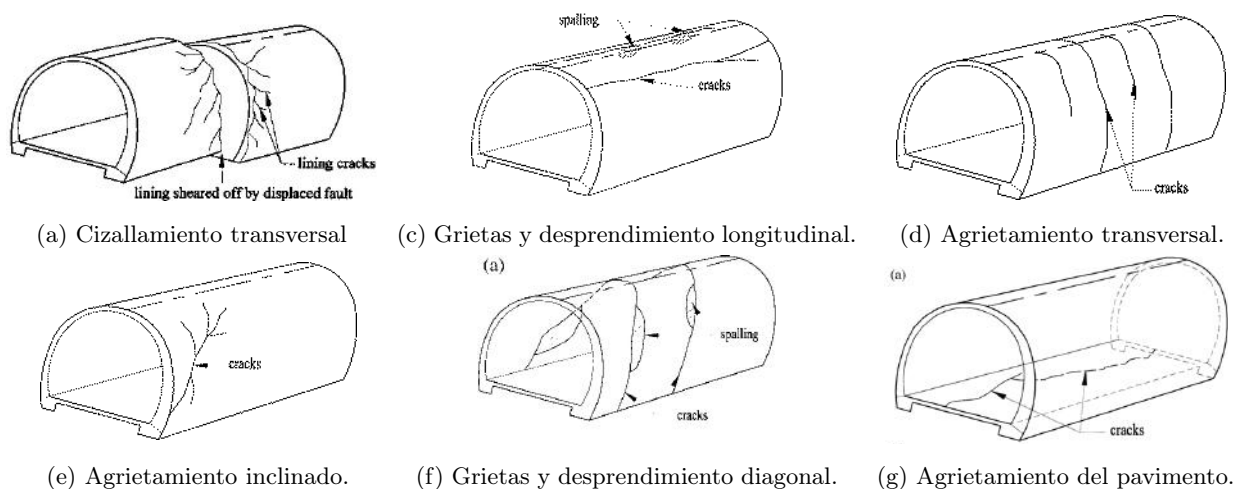 lining cracks
lining sheared off by displaced fault
(a) Cizallamiento transversal
spalling
cracks
(c) Grietas y desprendimiento longitudinal.
cracks
(d) Agrietamiento transversal.
cracks
(e) Agrietamiento inclinado.
(a)
spalling
cracks
(f) Grietas y desprendimiento diagonal.
(a)
cracks
(g) Agrietamiento del pavimento.